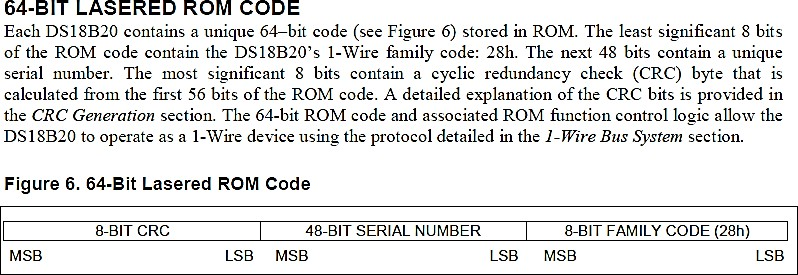 64-BIT LASERED ROM CODE
Each DS18B20 contains a unique 64–bit code (see Figure 6) stored in ROM. The least significant 8 bits
of the ROM code contain the DS18B20's 1-Wire family code: 28h. The next 48 bits contain a unique
serial number. The most significant 8 bits contain a cyclic redundancy check (CRC) byte that is
calculated from the first 56 bits of the ROM code. A detailed explanation of the CRC bits is provided in
the CRC Generation section. The 64-bit ROM code and associated ROM function control logic allow the
DS18B20 to operate as a 1-Wire device using the protocol detailed in the 1-Wire Bus System section.
Figure 6. 64-Bit Lasered ROM Code
8-BIT CRC 48-BIT SERIAL NUMBER 8-BIT FAMILY CODE (28h)
MSB LSB MSB LSB MSB LSB